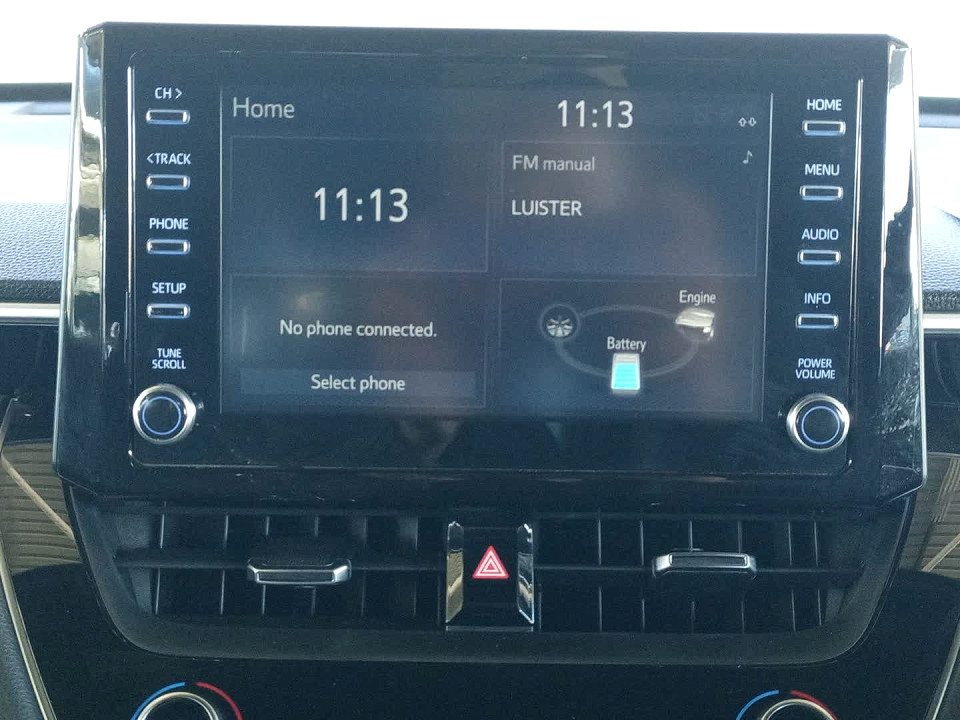 CH >
<TRACK
PHONE
SETUP
TUNE
SCROLL
Home
11:13
11:13
FM manual
LUISTER
No phone connected.
Select phone
Engine
Battery
HOME
MENU
AUDIO
INFO
POWER
VOLUME